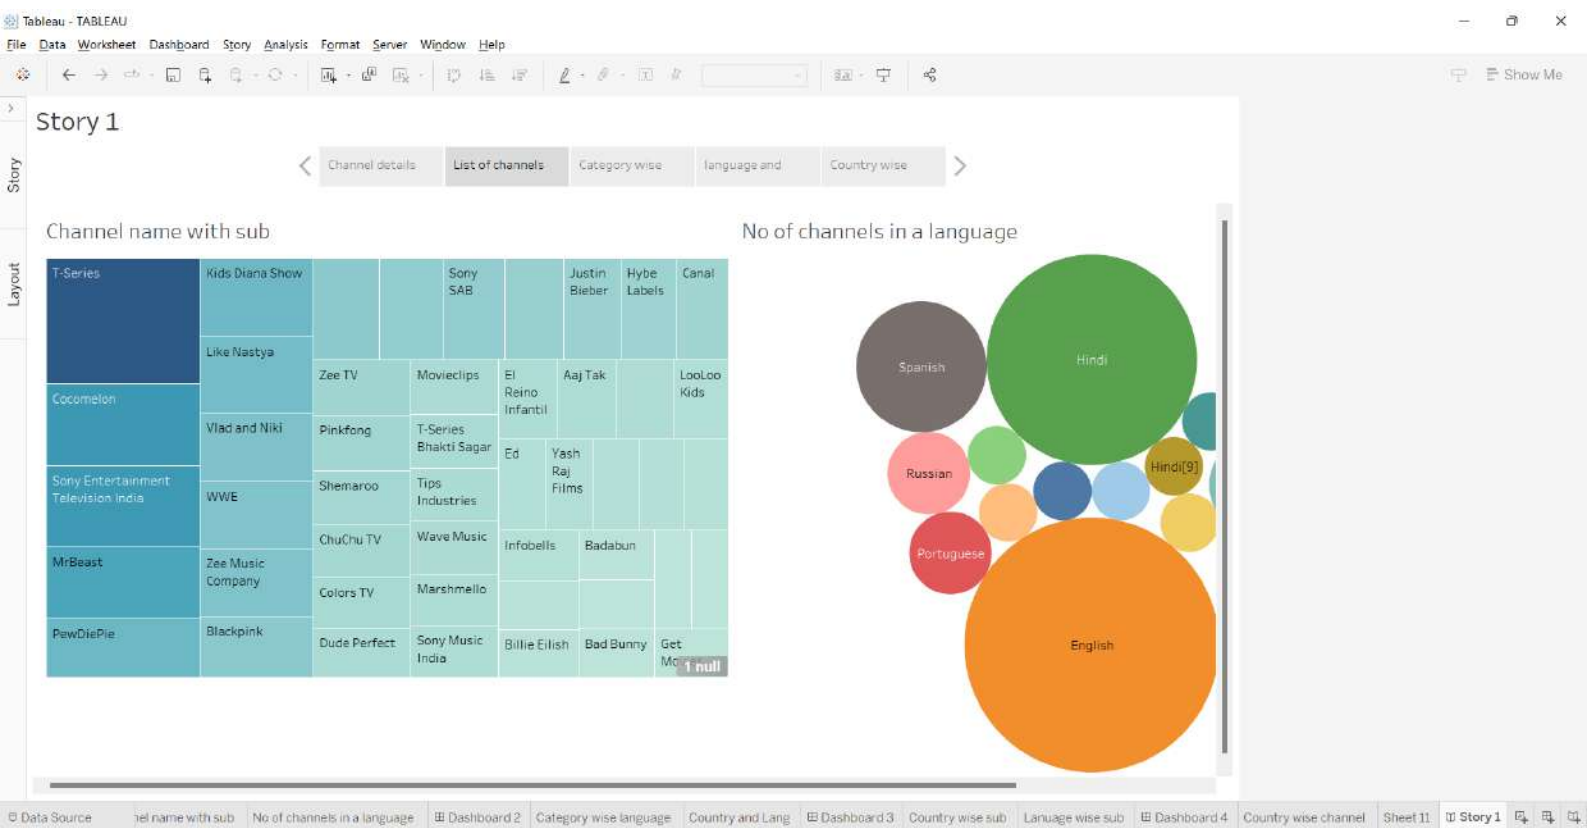 Tableau - TABLEAU
File Data Worksheet Dashboard Story Analysis Format Server Window Help
Show Me
Story 1
Story
Layout
Channel details
List of channels
Category wise
language and
Country wise
Channel name with sub
T-Series
Cocomelon
Sony Entertainment
Television India
MrBeast
PewDiePie
Kids Diana Show
Like Nastya
Vlad and Niki
WWE
Zee Music
Company
Blackpink
Sony
SAB
Justin
Bieber
Hybe
Labels
Canal
Zee TV
Pinkfong
Shemaroo
ChuChu TV
Colors TV
Dude Perfect
Movieclips
T-Series
Bhakti Sagar
Tips
Industries
Wave Music
Marshmello
Sony Music
India
El
Reino
Infantil
Aaj Tak
LooLoo
Kids
Ed
Yash
Raj
Films
Infobells
Badabun
Billie Eilish
Bad Bunny
Get
1 null
No of channels in a language
Spanish
Hindi
Russian
Hindi[9]
Portuguese
English
Data Source
nel name with sub
No of channels in a language
Dashboard 2
Category wise language
Country and Lang
Dashboard 3
Country wise sub
Lanuage wise sub
Dashboard 4
Country wise channel
Sheet 11
Story 1